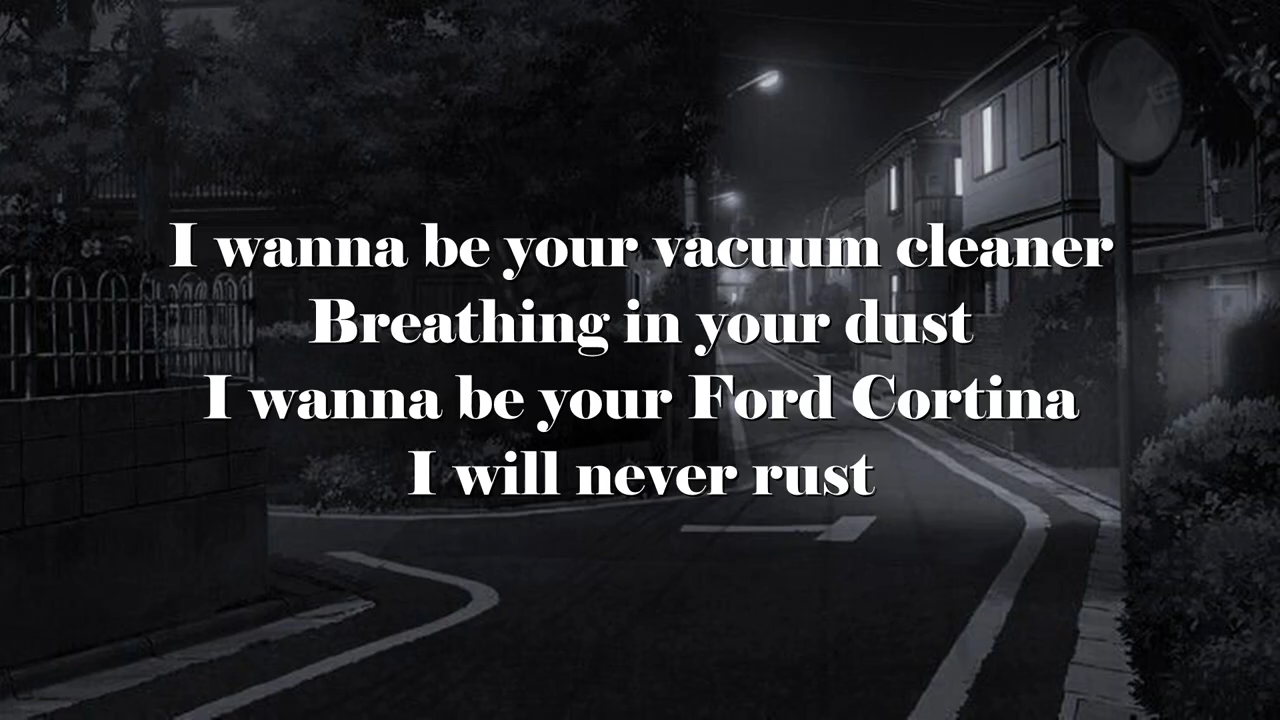 I wanna be your vacuum cleaner
Breathing in your dust
I wanna be your Ford Cortina
I will never rust